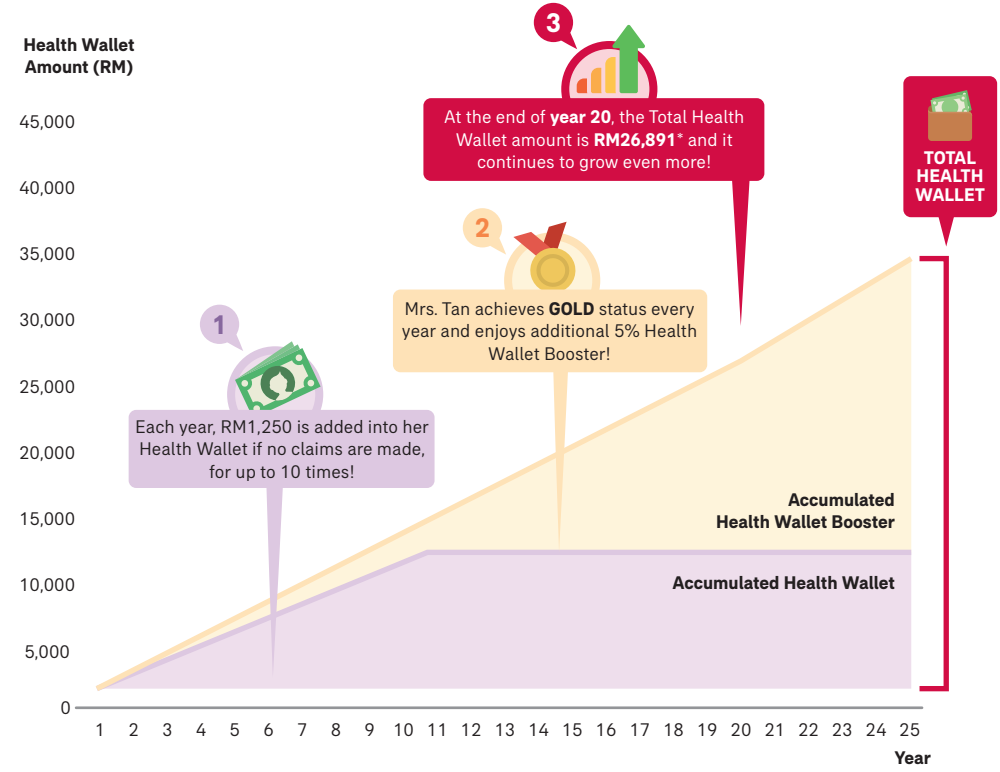 Health Wallet
Amount (RM)
45,000
40,000
35,000
30,000
25,000
20,000
15,000
10,000
5,000
0
1
Each year, RM1,250 is added into her
Health Wallet if no claims are made,
for up to 10 times!
2
Mrs. Tan achieves GOLD status every
year and enjoys additional 5% Health
Wallet Booster!
3
At the end of year 20, the Total Health
Wallet amount is RM26,891* and it
continues to grow even more!
TOTAL
HEALTH
WALLET
Accumulated
Health Wallet Booster
Accumulated Health Wallet
1 2 3 4 5 6 7 8 9 10 11 12 13 14 15 16 17 18 19 20 21 22 23 24 25
Year